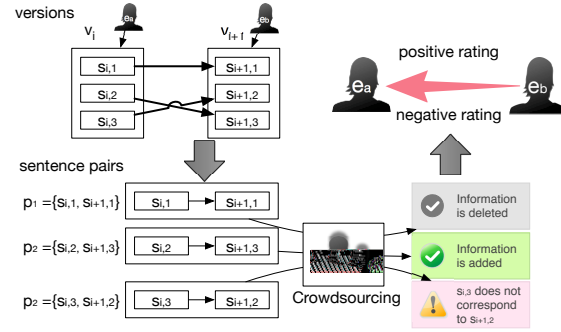 versions
ea
eb
vi
vi+1
si,1
si+1,1
si,2
si+1,2
si,3
si+1,3
positive rating
ea
eb
negative rating
sentence pairs
p1 ={si,1, si+1,1}
si,1
si+1,1
p2 ={si,2, si+1,3}
si,2
si+1,3
p2 ={si,3, si+1,2}
si,3
si+1,2
Crowdsourcing
Information
is deleted
Information
is added
si,3 does not
correspond
to si+1,2